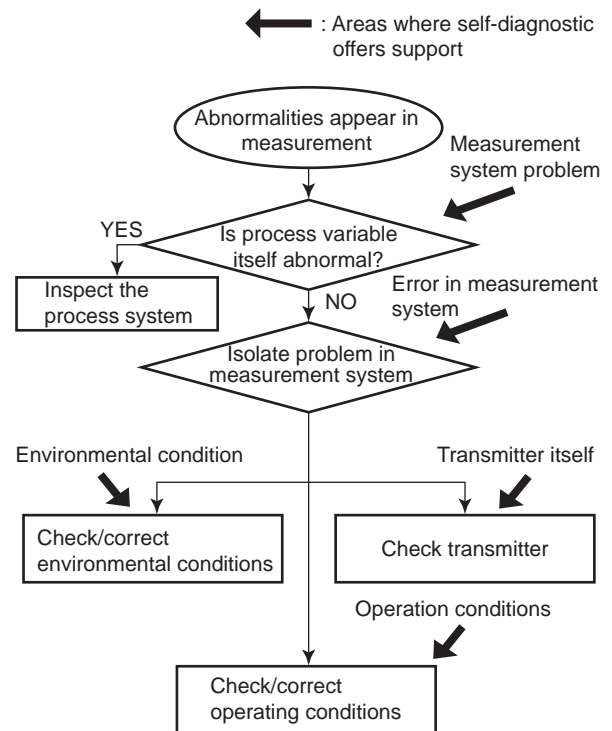 : Areas where self-diagnostic
offers support
Abnormalities appear in
measurement
Measurement
system problem
YES
Is process variable
itself abnormal?
Inspect the
process system
NO
Error in measurement
system
Isolate problem in
measurement system
Environmental condition
Transmitter itself
Check/correct
environmental conditions
Check transmitter
Operation conditions
Check/correct
operating conditions